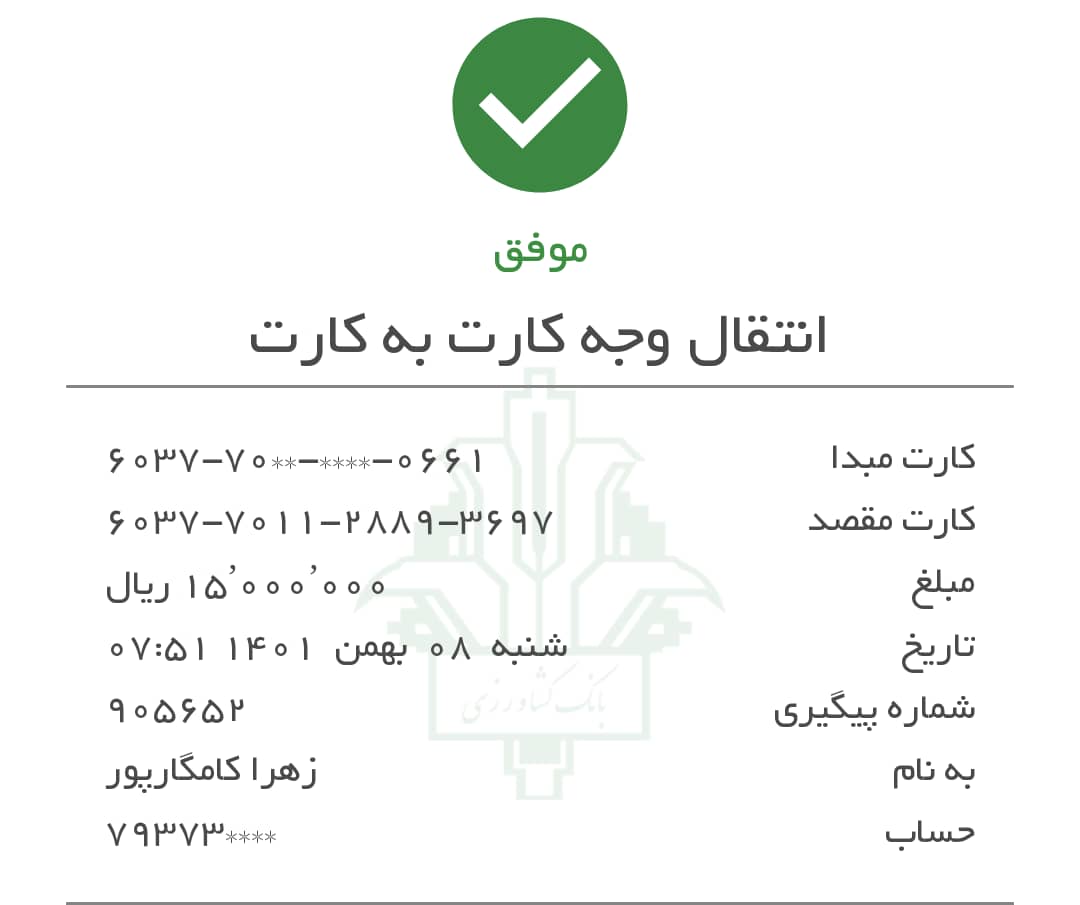 موفق
انتقال وجه کارت به کارت
کارت مبدا ۶۰۳۷-۷۰**-****-۰۶۶۱
کارت مقصد ۶۰۳۷-۷۰۱۱-۲۸۸۹-۳۶۹۷
مبلغ ۱۵٬۰۰۰٬۰۰۰ ریال
تاریخ شنبه ۰۸ بهمن ۱۴۰۱ ۰۷:۵۱
شماره پیگیری ۹۰۵۶۵۲
به نام زهرا کامگارپور
حساب ۷۹۳۷۳****
بانک کشاورزی